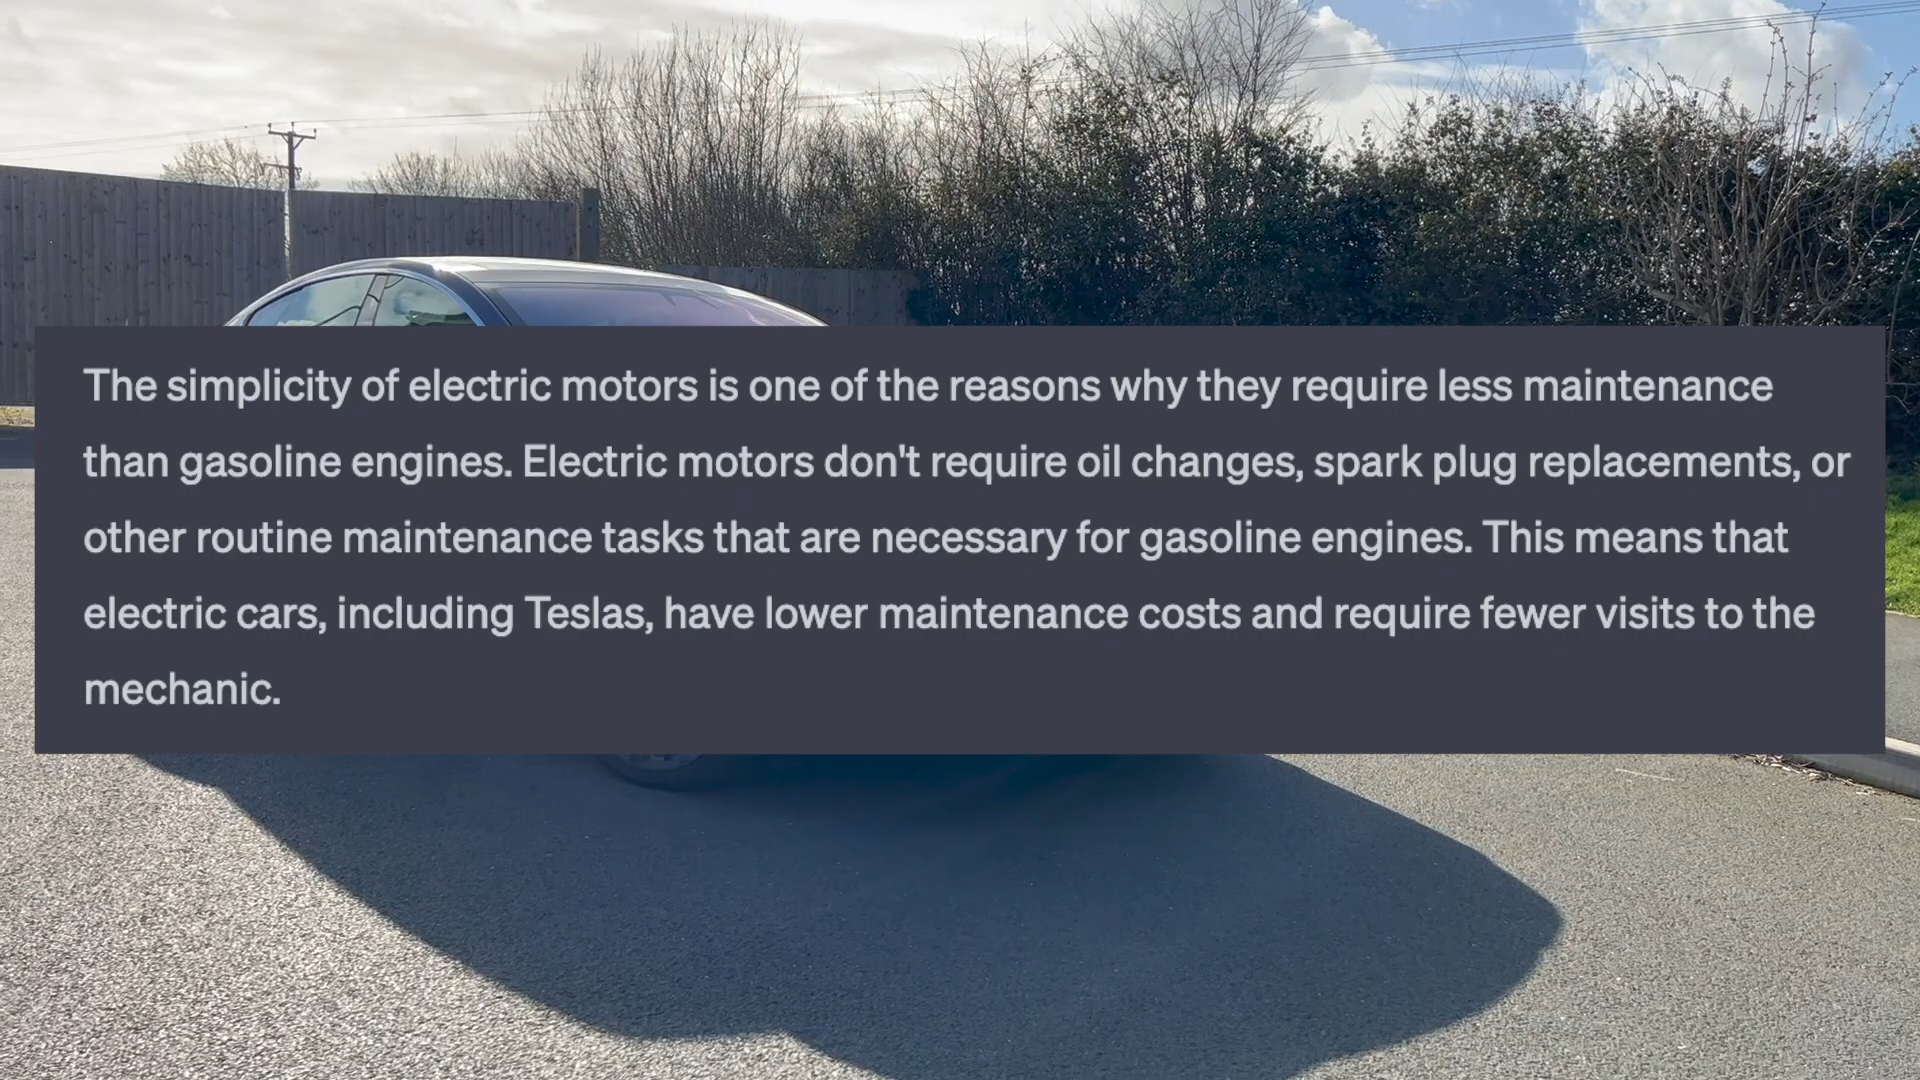 The simplicity of electric motors is one of the reasons why they require less maintenance
than gasoline engines. Electric motors don't require oil changes, spark plug replacements, or
other routine maintenance tasks that are necessary for gasoline engines. This means that
electric cars, including Teslas, have lower maintenance costs and require fewer visits to the
mechanic.